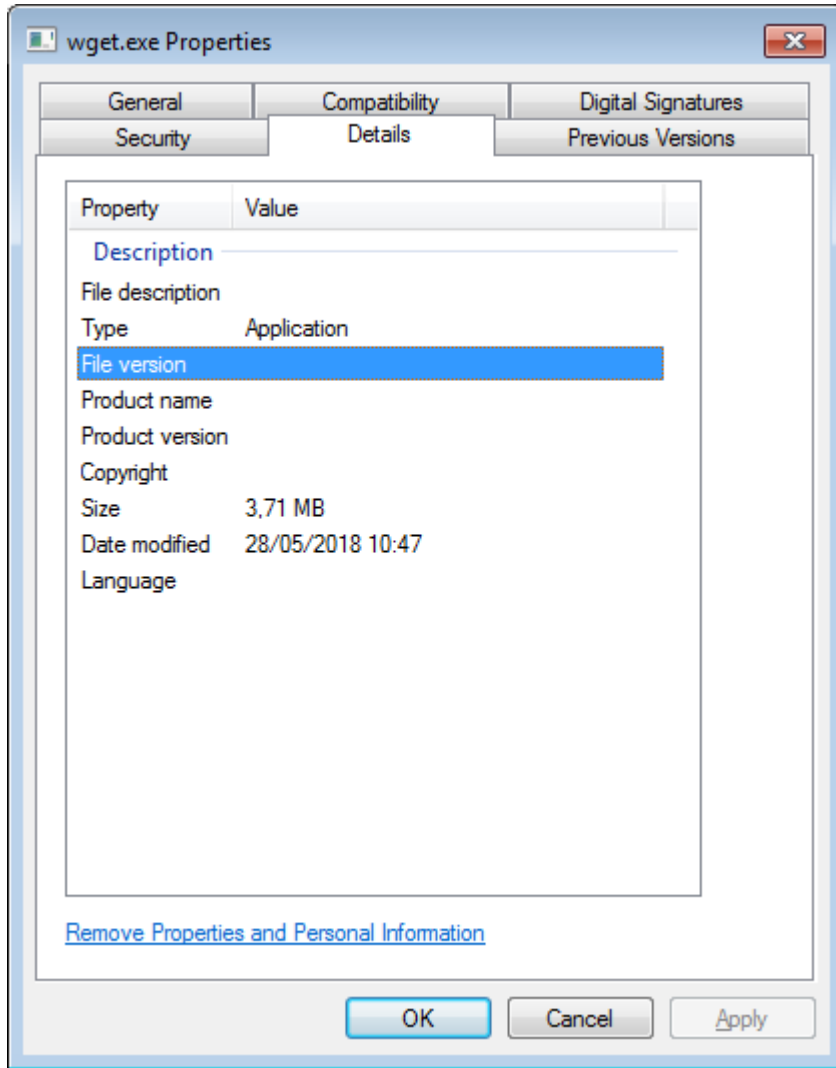 wget.exe Properties
General Compatibility Digital Signatures
Security Details Previous Versions
Property Value
Description
File description
Type Application
File version
Product name
Product version
Copyright
Size 3,71 MB
Date modified 28/05/2018 10:47
Language
Remove Properties and Personal Information
OK Cancel Apply